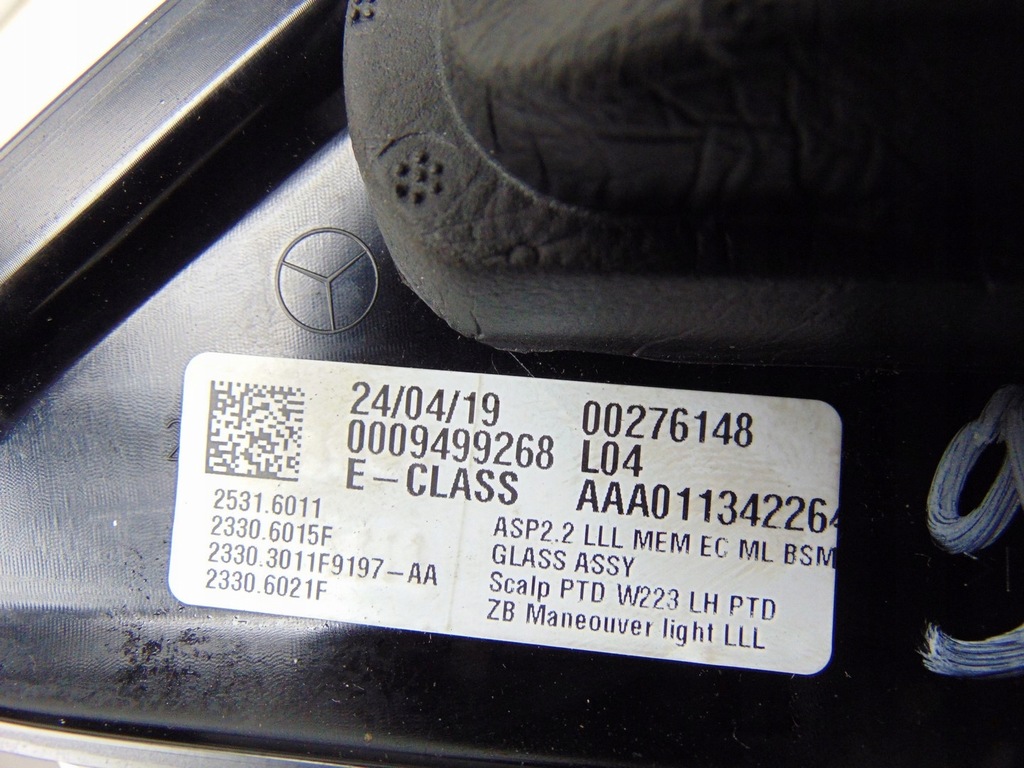 24/04/19 00276148
0009499268 L04
E-CLASS AAA011342264
2531.6011
2330.6015F
2330.3011F9197-AA
2330.6021F
ASP2.2 LLL MEM EC ML BSM
GLASS ASSY
Scalp PTD W223 LH PTD
ZB Maneouver light LLL